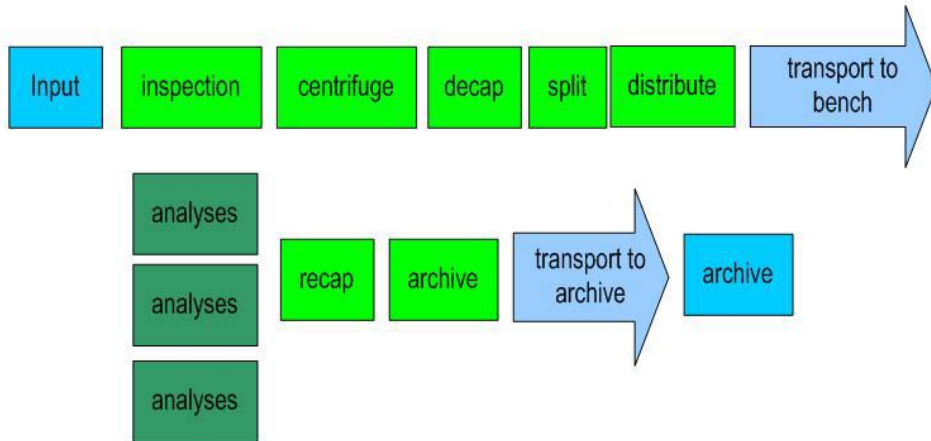 Input
inspection
centrifuge
decap
split
distribute
transport to
bench
analyses
analyses
analyses
recap
archive
transport to
archive
archive